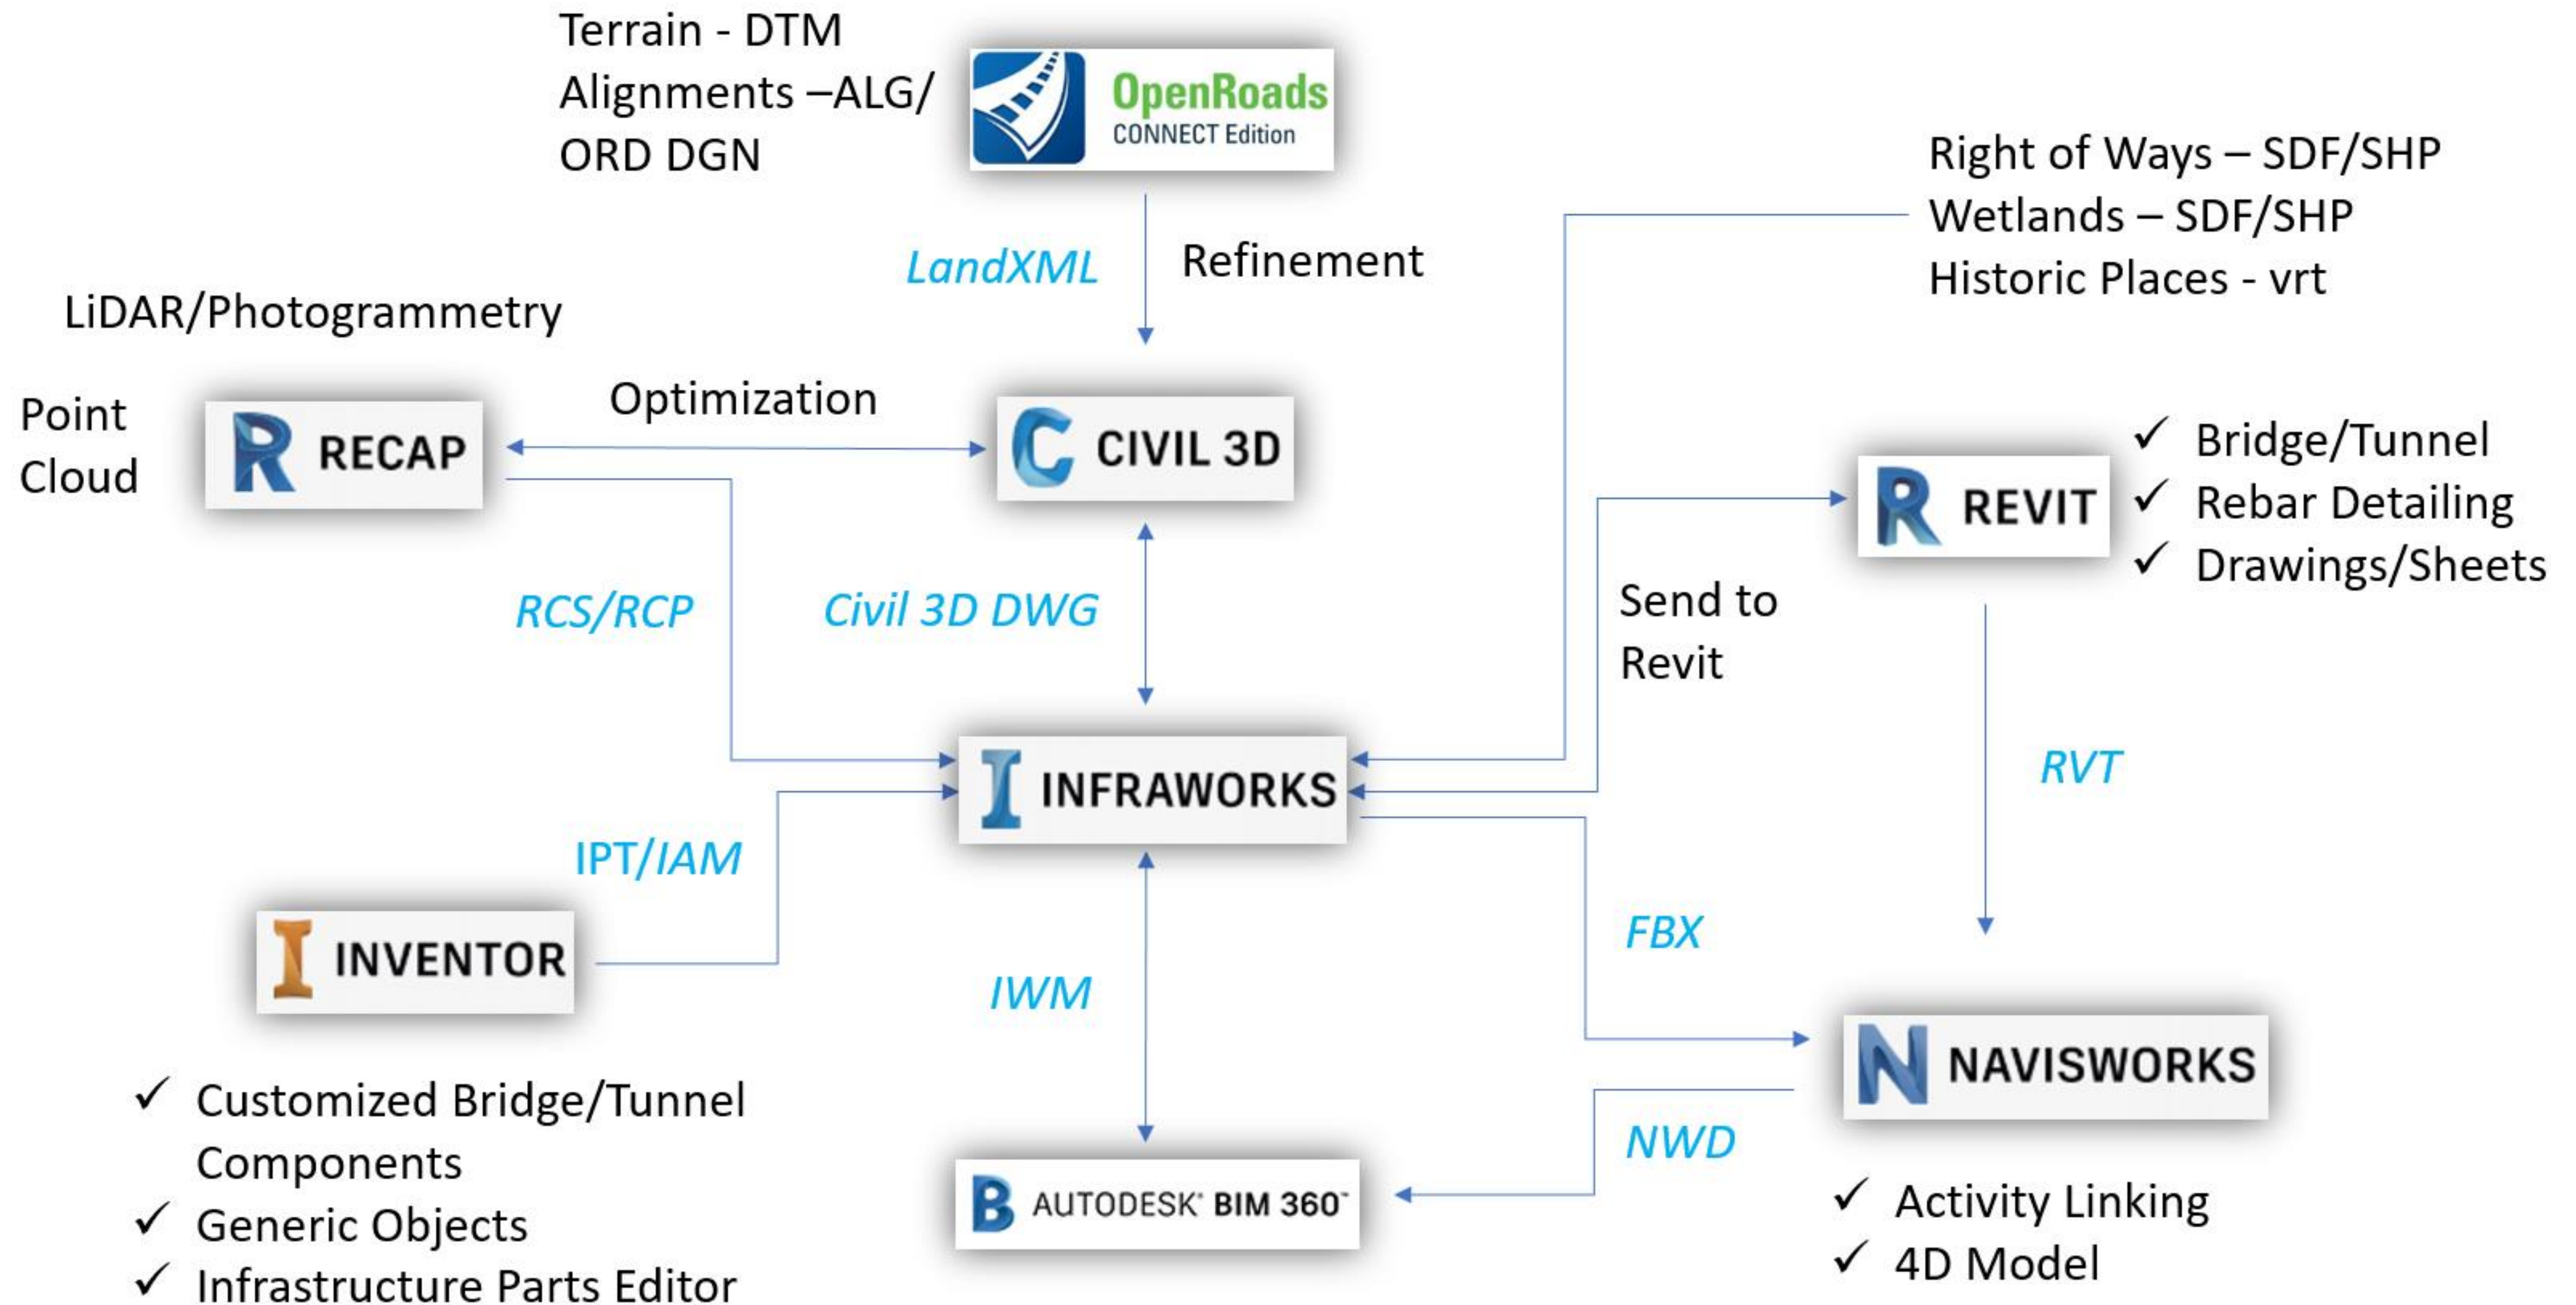 Terrain - DTM
Alignments –ALG/
ORD DGN
OpenRoads
CONNECT Edition
Right of Ways – SDF/SHP
Wetlands – SDF/SHP
Historic Places - vrt
LandXML
Refinement
LiDAR/Photogrammetry
Point
Cloud
RECAP
Optimization
CIVIL 3D
REVIT
Bridge/Tunnel
Rebar Detailing
Drawings/Sheets
RCS/RCP
Civil 3D DWG
Send to
Revit
RVT
INFRAWORKS
IPT/IAM
INVENTOR
FBX
IWM
NAVISWORKS
Customized Bridge/Tunnel
Components
Generic Objects
Infrastructure Parts Editor
NWD
AUTODESK® BIM 360™
Activity Linking
4D Model